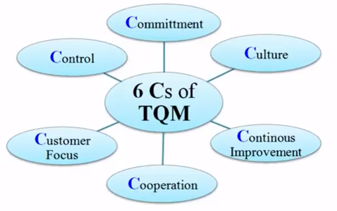 Committment
Control
Culture
6 Cs of
TQM
Customer
Focus
Continous
Improvement
Cooperation